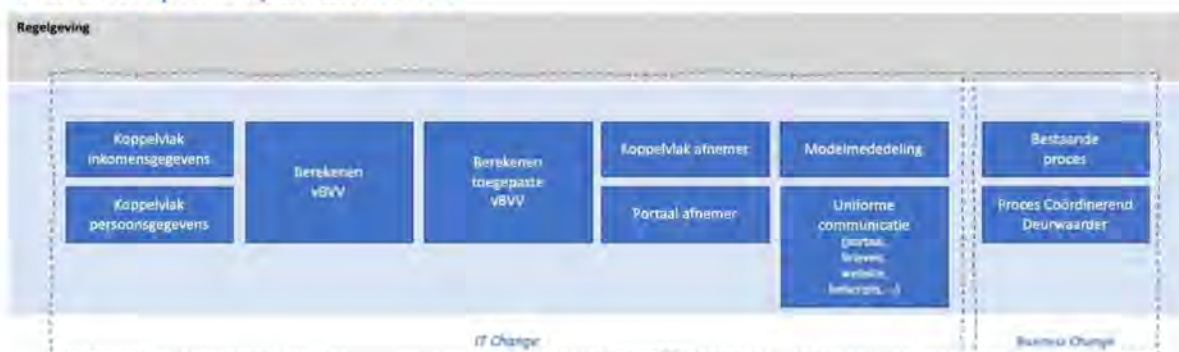 Regelgeving
Koppelvlak
inkomensgegevens
Koppelvlak
persoonsgegevens
Berekenen
vBVV
Berekenen
toegepaste
vBVV
Koppelvlak afnemer
Portaal afnemer
Modelmededeling
Uniforme
communicatie
(portaal,
brieven,
website,
Bestaande
proces
Proces Coördinerend
Deurwaarder
IT Change
Business Change